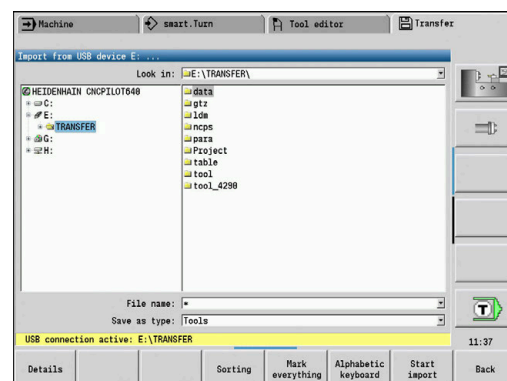 Machine
smart.Turn
Tool editor
Transfer
Import from USB device E: ...
Look in: E:\TRANSFER\
HEIDENHAIN CNCPILOT640
C:
E:
TRANSFER
G:
H:
data
gtz
ldm
ncps
para
Project
table
tool
tool_4290
File name: *
Save as type: Tools
USB connection active: E:\TRANSFER
T
11:37
Details
Sorting
Mark everything
Alphabetic keyboard
Start import
Back